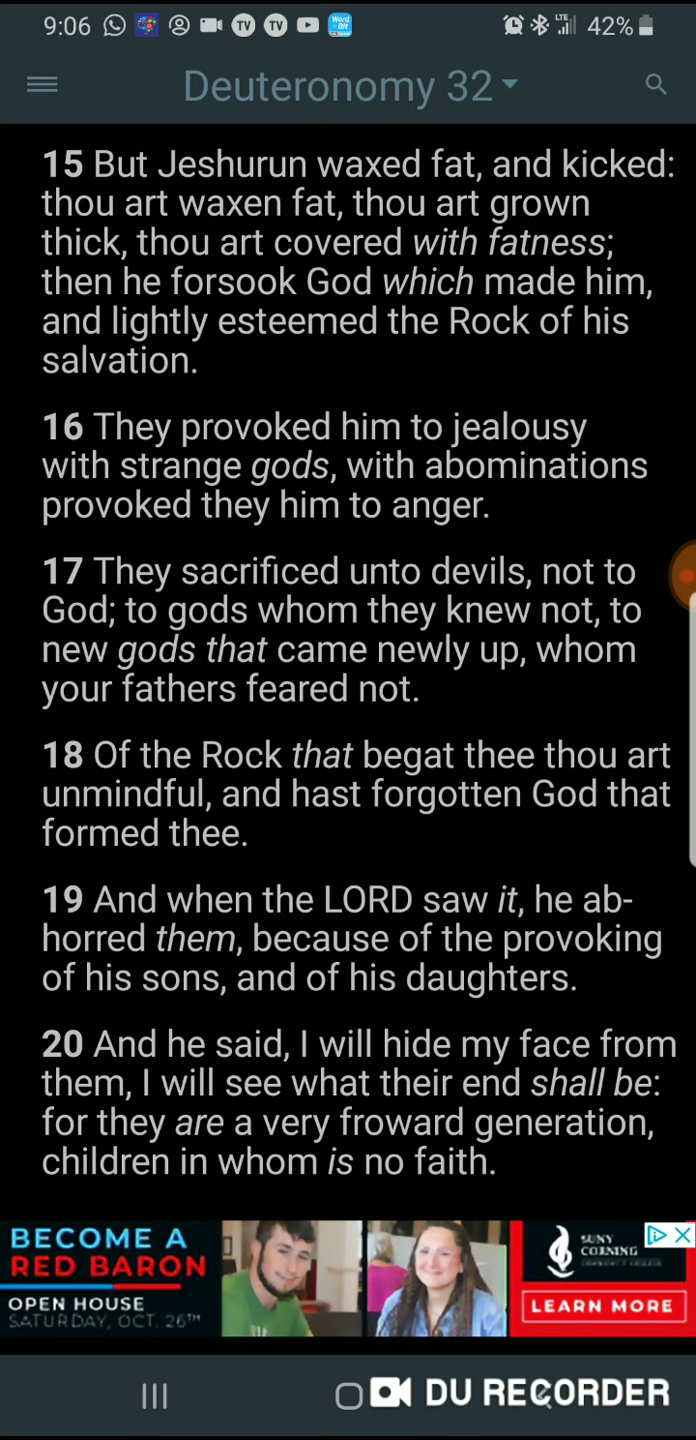 9:06 TV TV Word Bit LTE 42%
Deuteronomy 32
15 But Jeshurun waxed fat, and kicked:
thou art waxen fat, thou art grown
thick, thou art covered with fatness;
then he forsook God which made him,
and lightly esteemed the Rock of his
salvation.
16 They provoked him to jealousy
with strange gods, with abominations
provoked they him to anger.
17 They sacrificed unto devils, not to
God; to gods whom they knew not, to
new gods that came newly up, whom
your fathers feared not.
18 Of the Rock that begat thee thou art
unmindful, and hast forgotten God that
formed thee.
19 And when the LORD saw it, he ab-
horred them, because of the provoking
of his sons, and of his daughters.
20 And he said, I will hide my face from
them, I will see what their end shall be:
for they are a very froward generation,
children in whom is no faith.
BECOME A
RED BARON
OPEN HOUSE
SATURDAY, OCT. 26TH
SUNY
CORNING
COMMUNITY COLLEGE
LEARN MORE
DU RECORDER